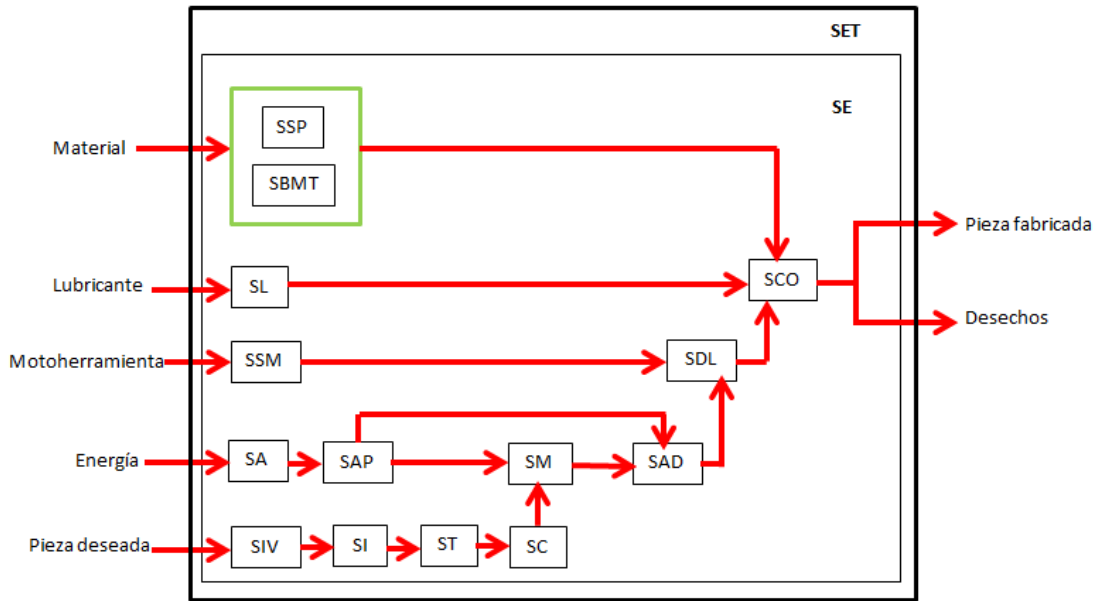 SET
SE
SSP
Material
SBMT
Pieza fabricada
Lubricante
SL
SCO
Desechos
Motoherramienta
SSM
SDL
Energía
SA
SAP
SM
SAD
Pieza deseada
SIV
SI
ST
SC